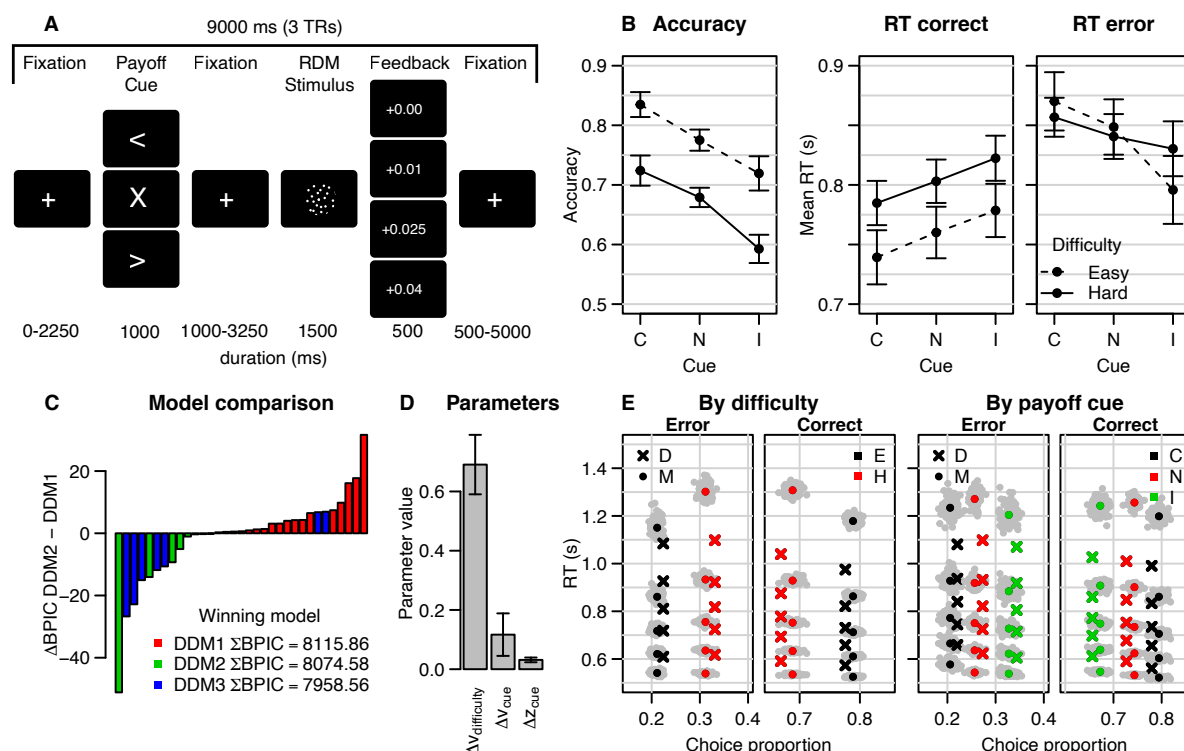 A
9000 ms (3 TRs)
Fixation Payoff Cue Fixation RDM Stimulus Feedback Fixation
+
<
X
>
+
+0.00
+0.01
+0.025
+0.04
+
0-2250 1000 1000-3250 1500 500 500-5000
duration (ms)
B Accuracy RT correct RT error
Accuracy
0.9
0.8
0.7
0.6
0.5
C N I
Cue
Mean RT (s)
0.9
0.8
0.7
C N I
Cue
Difficulty
Easy
Hard
C N I
Cue
C Model comparison
ΔBPIC DDM2 − DDM1
20
0
−20
−40
Winning model
DDM1 ΣBPIC = 8115.86
DDM2 ΣBPIC = 8074.58
DDM3 ΣBPIC = 7958.56
D Parameters
Parameter value
0.6
0.4
0.2
0.0
Δvdifficulty
Δvcue
Δzcue
E By difficulty By payoff cue
Error Correct Error Correct
RT (s)
1.4
1.2
1.0
0.8
0.6
D
M
E
H
D
M
C
N
I
0.2 0.3 0.4 0.7 0.8 0.2 0.3 0.4 0.7 0.8
Choice proportion Choice proportion